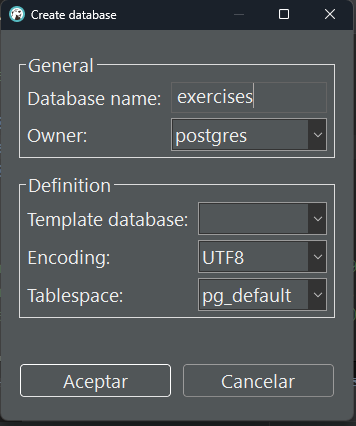 Create database
General
Database name: exercises
Owner: postgres
Definition
Template database:
Encoding: UTF8
Tablespace: pg_default
Aceptar Cancelar